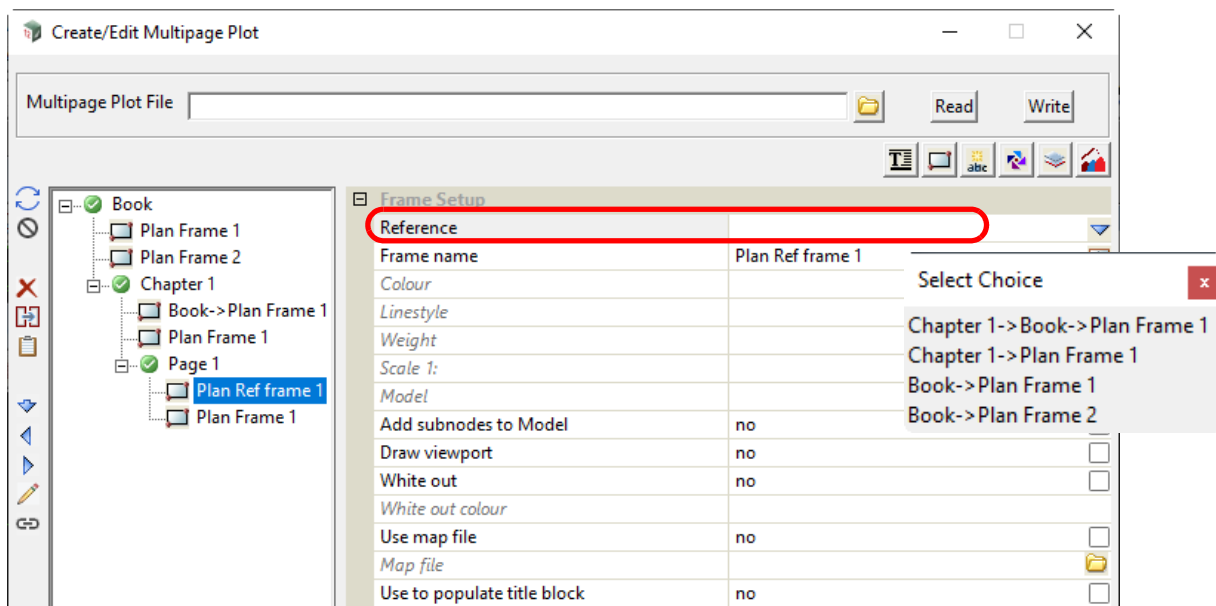 Create/Edit Multipage Plot
Multipage Plot File
Read
Write
abc
Book
Plan Frame 1
Plan Frame 2
Chapter 1
Book->Plan Frame 1
Plan Frame 1
Page 1
Plan Ref frame 1
Plan Frame 1
Frame Setup
Reference
Frame name Plan Ref frame 1
Colour
Linestyle
Weight
Scale 1:
Model
Add subnodes to Model no
Draw viewport no
White out no
White out colour
Use map file no
Map file
Use to populate title block no
Select Choice
x
Chapter 1->Book->Plan Frame 1
Chapter 1->Plan Frame 1
Book->Plan Frame 1
Book->Plan Frame 2